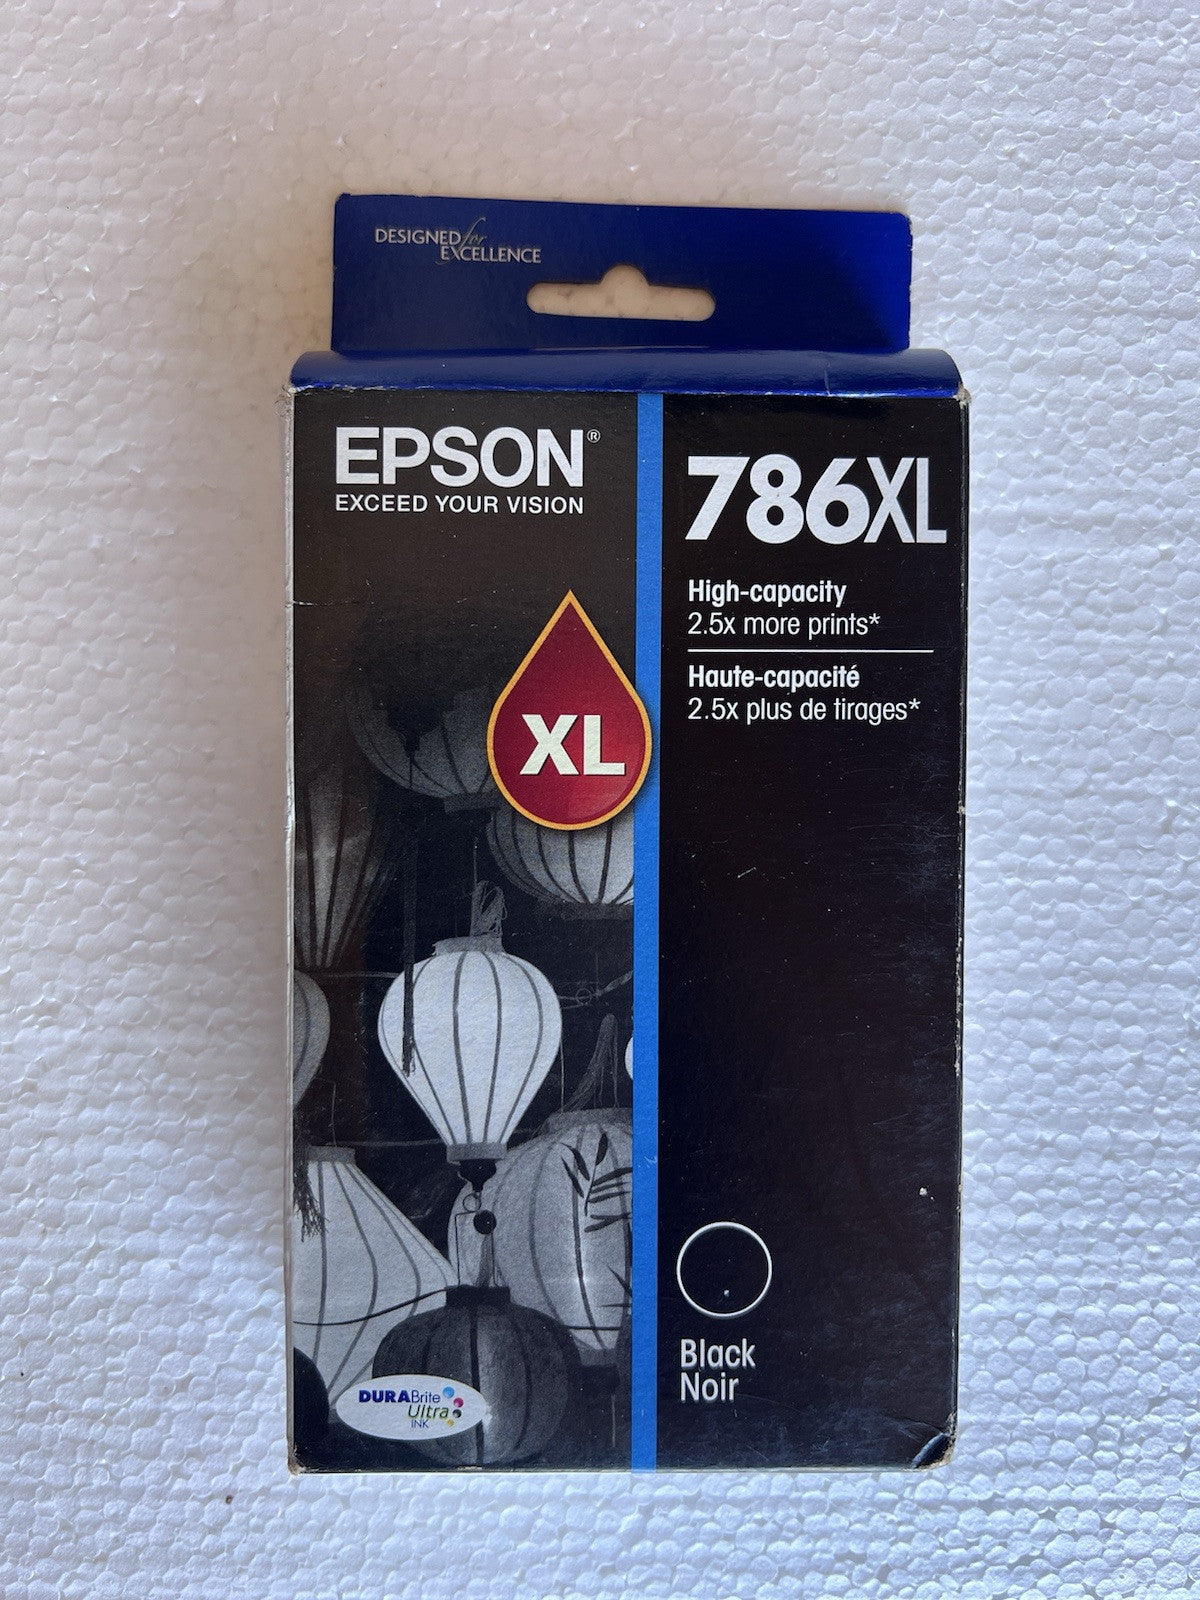 DESIGNED for
EXCELLENCE
EPSON®
EXCEED YOUR VISION
786XL
High-capacity
2.5x more prints*
Haute-capacité
2.5x plus de tirages*
XL
Black
Noir
DURABrite
Ultra
INK